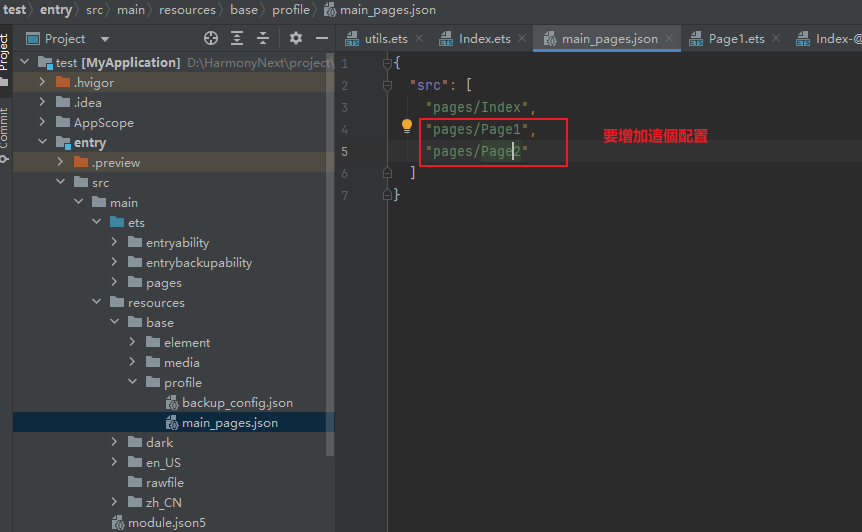 test › entry › src › main › resources › base › profile › main_pages.json
Project
Commit
Project
utils.ets
Index.ets
main_pages.json
Page1.ets
Index-@
test [MyApplication] D:\HarmonyNext\project\
.hvigor
.idea
AppScope
entry
.preview
src
main
ets
entryability
entrybackupability
pages
resources
base
element
media
profile
backup_config.json
main_pages.json
dark
en_US
rawfile
zh_CN
module.json5
1 {
2 "src": [
3 "pages/Index",
4 "pages/Page1",
5 "pages/Page2"
6 ]
7 }
要增加這個配置